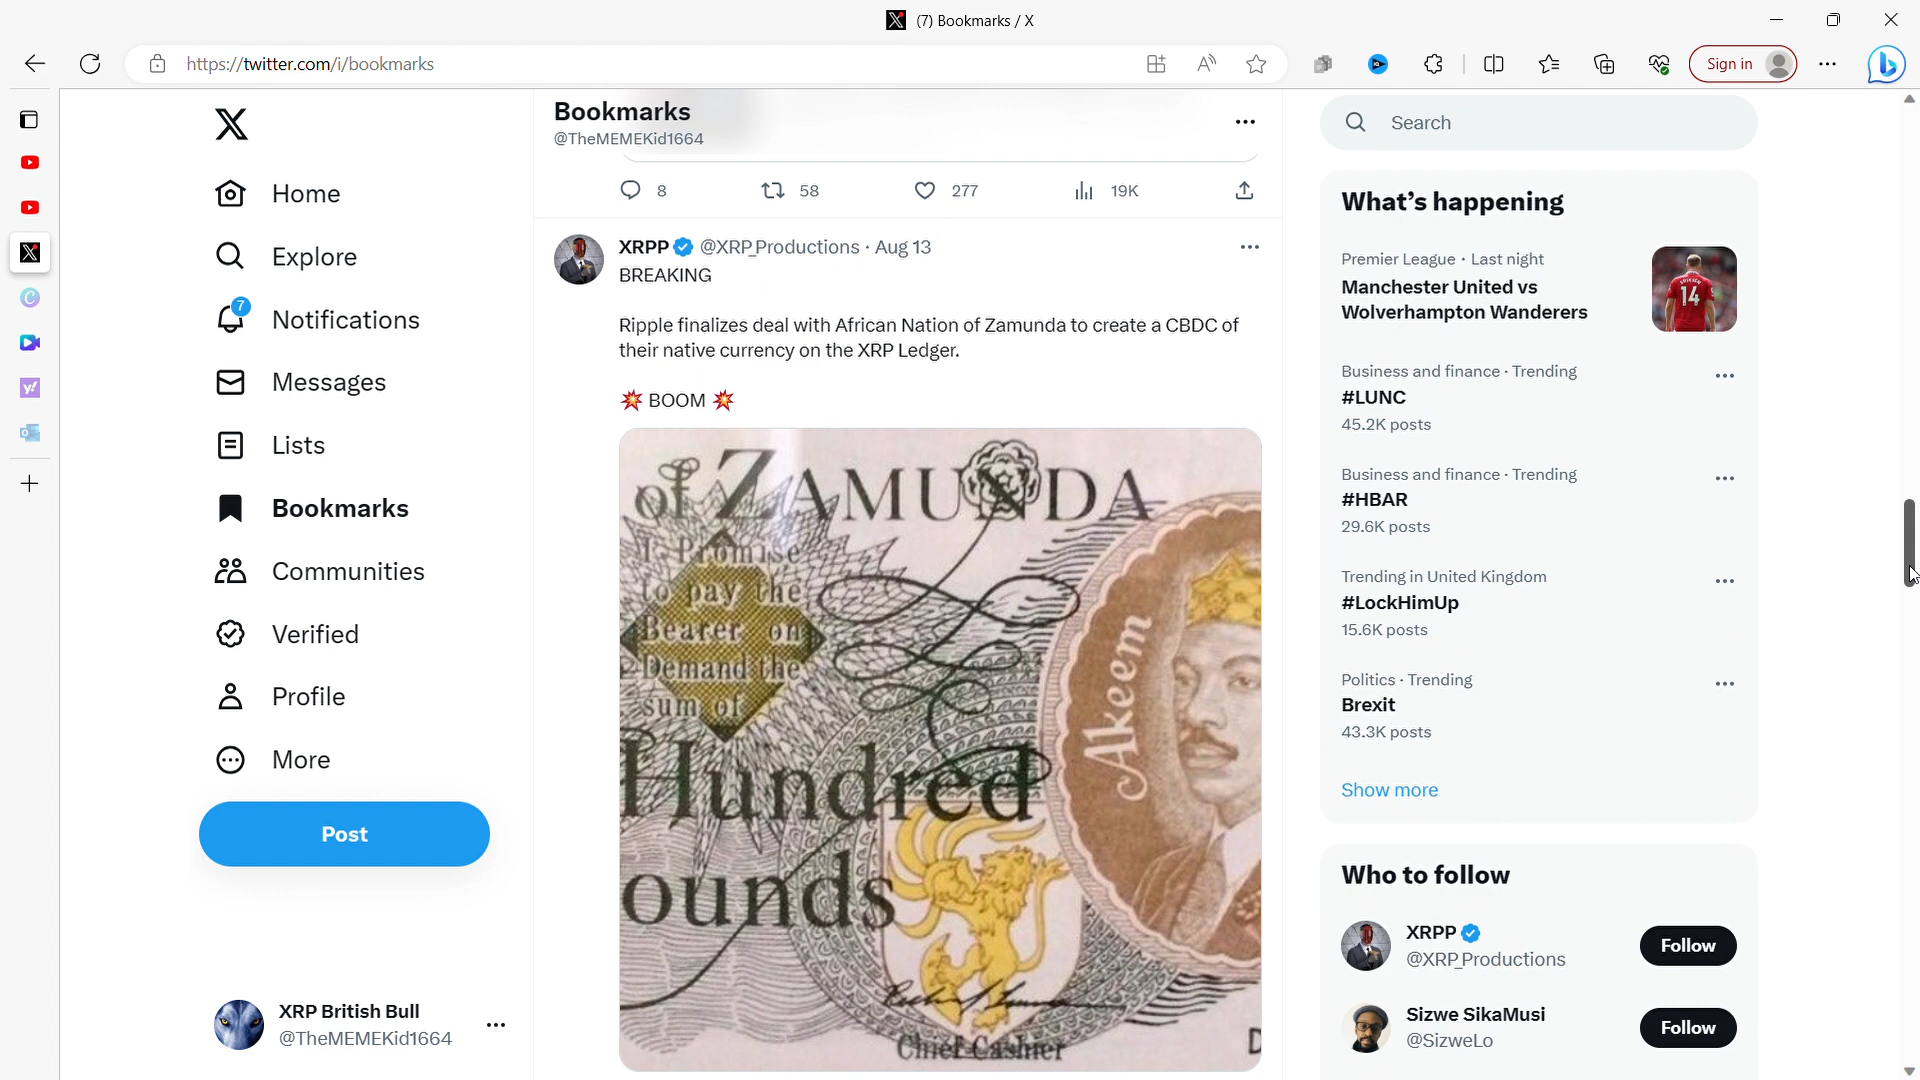 (7) Bookmarks / X
https://twitter.com/i/bookmarks
Sign in
Home
Explore
7
Notifications
Messages
Lists
Bookmarks
Communities
Verified
Profile
More
Post
XRP British Bull
@TheMEMEKid1664
Bookmarks
@TheMEMEKid1664
8 58 277 19K
XRPP @XRP_Productions · Aug 13
BREAKING
Ripple finalizes deal with African Nation of Zamunda to create a CBDC of
their native currency on the XRP Ledger.
💥 BOOM 💥
of ZAMUNDA
I Promise
to pay the
Bearer on
Demand the
sum of
Hundred
ounds
Akeem
Chief Cashier
D
Search
What's happening
Premier League · Last night
Manchester United vs
Wolverhampton Wanderers
14
Business and finance · Trending
#LUNC
45.2K posts
Business and finance · Trending
#HBAR
29.6K posts
Trending in United Kingdom
#LockHimUp
15.6K posts
Politics · Trending
Brexit
43.3K posts
Show more
Who to follow
XRPP
@XRP_Productions
Follow
Sizwe SikaMusi
@SizweLo
Follow